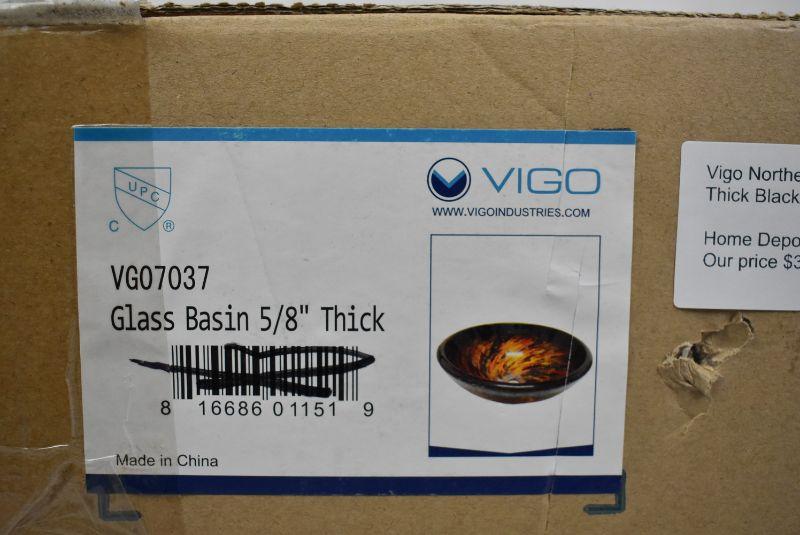 UPC
C ®
VIGO
WWW.VIGOINDUSTRIES.COM
VG07037
Glass Basin 5/8" Thick
8 16686 01151 9
Made in China
Vigo Northe
Thick Black
Home Depo
Our price $3